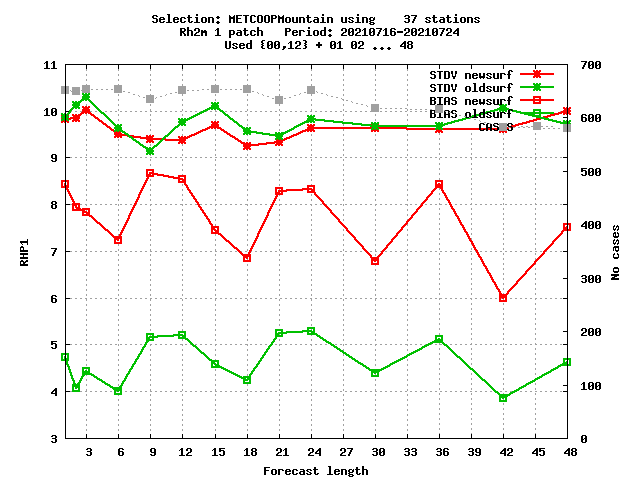 Selection: METCOOPMountain using    37 stations
Rh2m 1 patch   Period: 20210716-20210724
Used {00,12} + 01 02 ... 48
STDV newsurf
STDV oldsurf
BIAS newsurf
BIAS oldsurf
11
10
9
8
7
6
5
4
3
700
600
500
400
300
200
100
0
RHP1
No cases
3 6 9 12 15 18 21 24 27 30 33 36 39 42 45 48
Forecast length